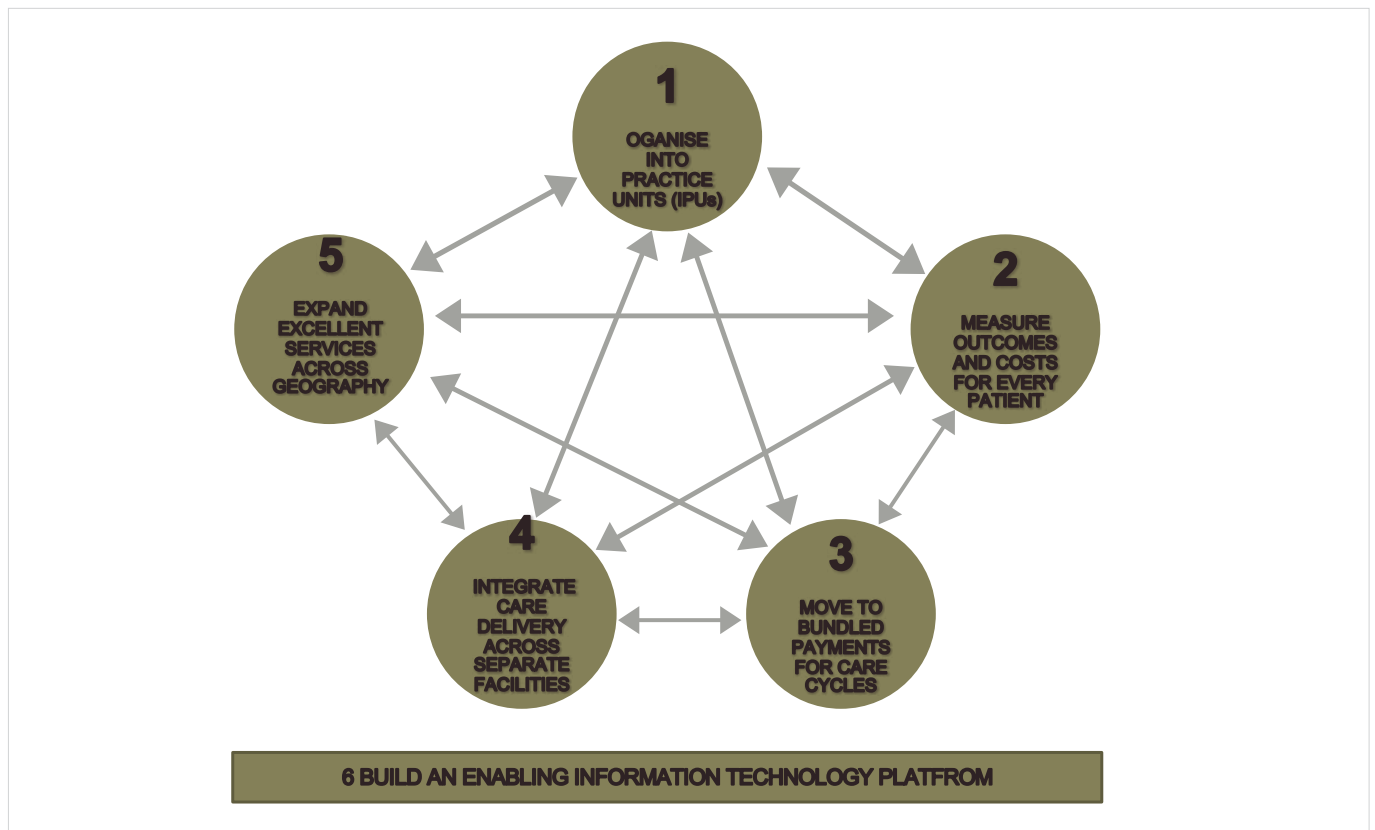 1
OGANISE
INTO
PRACTICE
UNITS (IPUs)
2
MEASURE
OUTCOMES
AND COSTS
FOR EVERY
PATIENT
3
MOVE TO
BUNDLED
PAYMENTS
FOR CARE
CYCLES
4
INTEGRATE
CARE
DELIVERY
ACROSS
SEPARATE
FACILITIES
5
EXPAND
EXCELLENT
SERVICES
ACROSS
GEOGRAPHY
6 BUILD AN ENABLING INFORMATION TECHNOLOGY PLATFROM